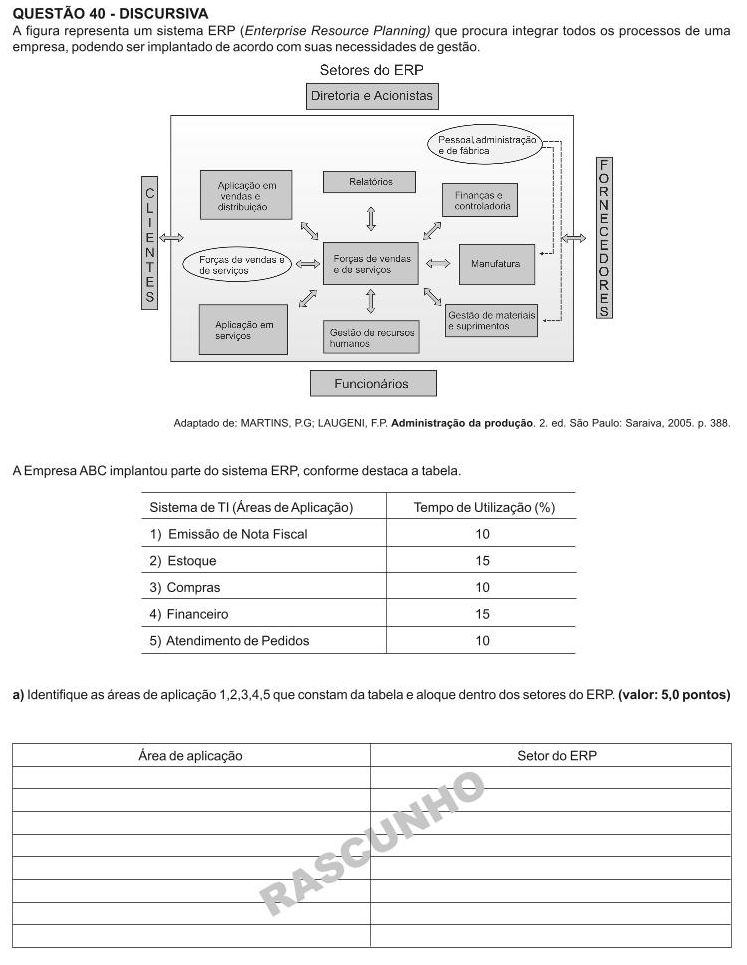 QUESTÃO 40 - DISCURSIVA
A figura representa um sistema ERP (Enterprise Resource Planning) que procura integrar todos os processos de uma
empresa, podendo ser implantado de acordo com suas necessidades de gestão.
Setores do ERP
Diretoria e Acionistas
Pessoal, administração
e de fábrica
CLIENTES
Aplicação em
vendas e
distribuição
Relatórios
Finanças e
controladoria
FORNECEDORES
Forças de vendas e
de serviços
Forças de vendas
e de serviços
Manufatura
Aplicação em
serviços
Gestão de recursos
humanos
Gestão de materiais
e suprimentos
Funcionários
Adaptado de: MARTINS, P.G; LAUGENI, F.P. Administração da produção. 2. ed. São Paulo: Saraiva, 2005. p. 388.
A Empresa ABC implantou parte do sistema ERP, conforme destaca a tabela.
Sistema de TI (Áreas de Aplicação) Tempo de Utilização (%)
1) Emissão de Nota Fiscal 10
2) Estoque 15
3) Compras 10
4) Financeiro 15
5) Atendimento de Pedidos 10
a) Identifique as áreas de aplicação 1,2,3,4,5 que constam da tabela e aloque dentro dos setores do ERP. (valor: 5,0 pontos)
Área de aplicação Setor do ERP
RASCUNHO